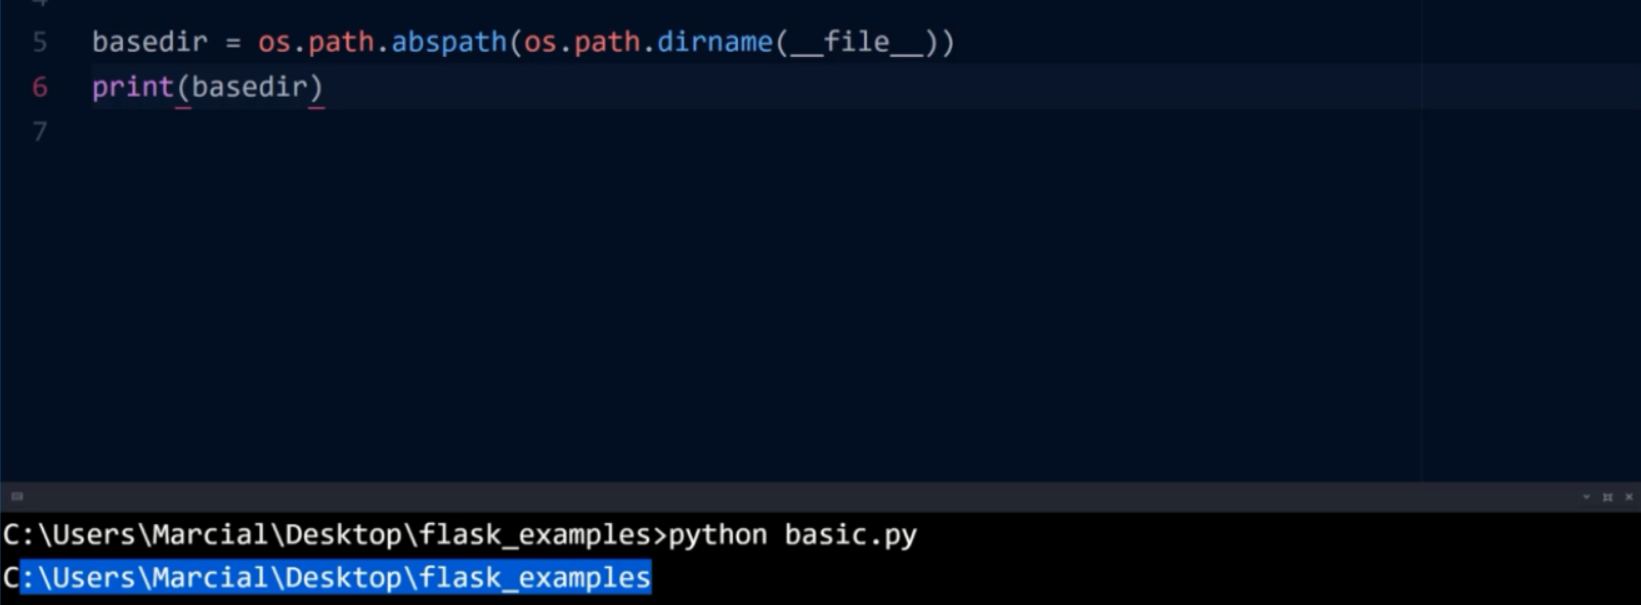 5 basedir = os.path.abspath(os.path.dirname(__file__))
6 print(basedir)
7
C:\Users\Marcial\Desktop\flask_examples>python basic.py
C:\Users\Marcial\Desktop\flask_examples